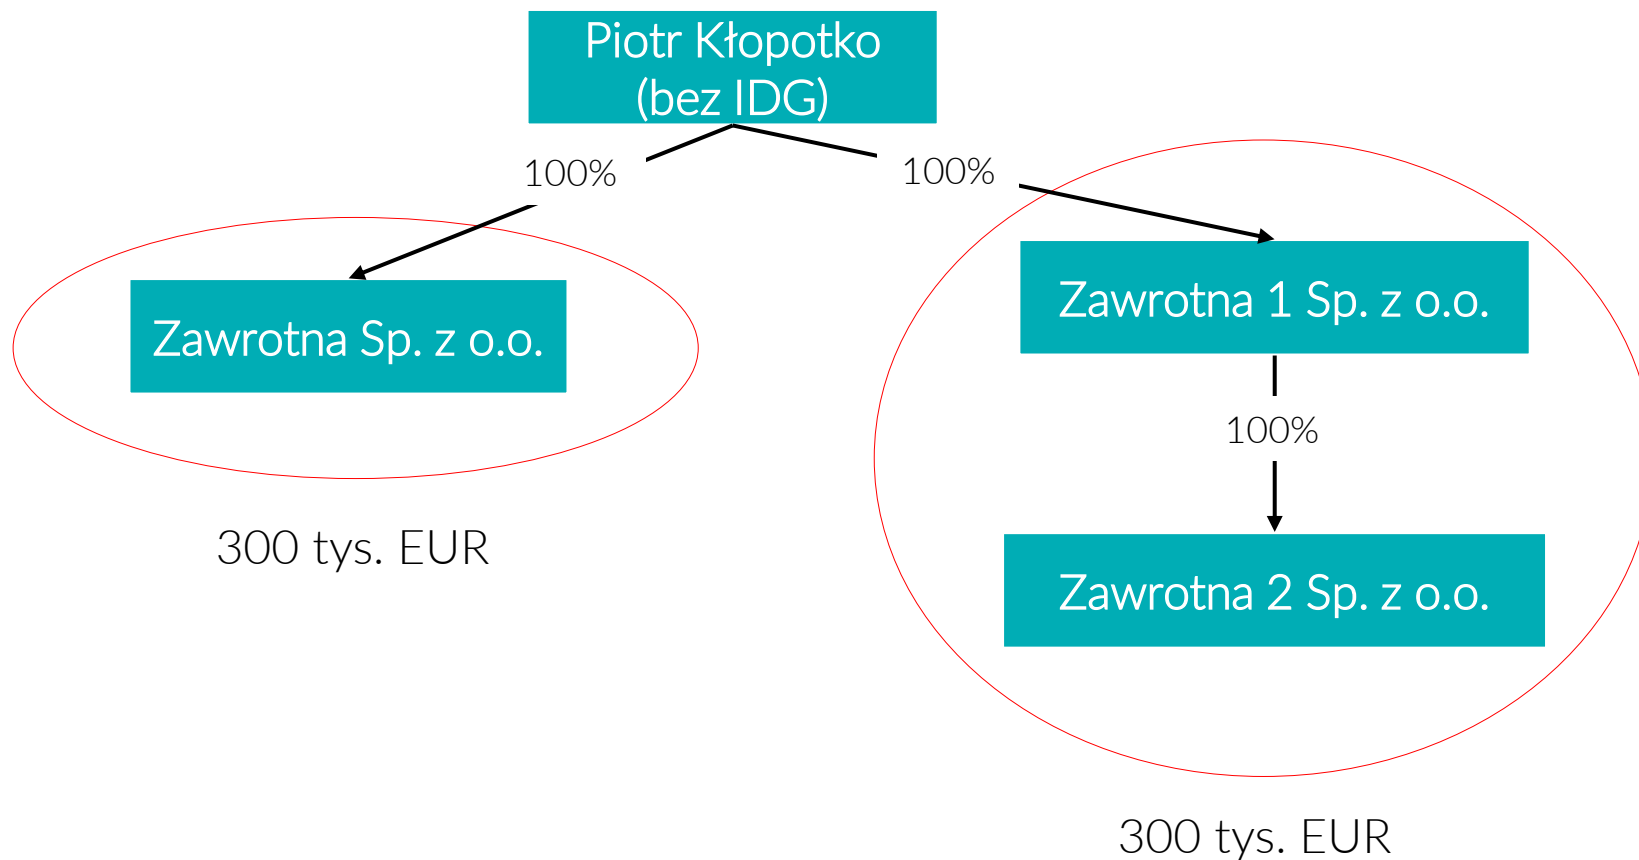 Piotr Kłopotko
(bez IDG)
100%
100%
Zawrotna Sp. z o.o.
Zawrotna 1 Sp. z o.o.
100%
300 tys. EUR
Zawrotna 2 Sp. z o.o.
300 tys. EUR